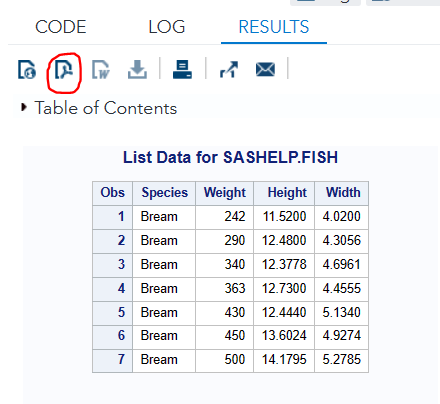 CODE LOG RESULTS
Table of Contents
List Data for SASHELP.FISH
Obs Species Weight Height Width
1 Bream 242 11.5200 4.0200
2 Bream 290 12.4800 4.3056
3 Bream 340 12.3778 4.6961
4 Bream 363 12.7300 4.4555
5 Bream 430 12.4440 5.1340
6 Bream 450 13.6024 4.9274
7 Bream 500 14.1795 5.2785